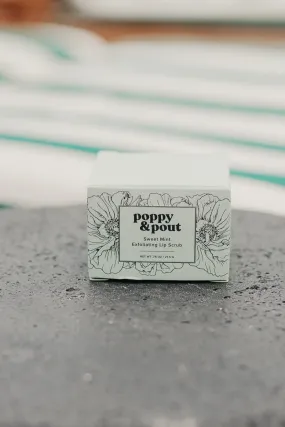 poppy
& pout
Sweet Mint
Exfoliating Lip Scrub